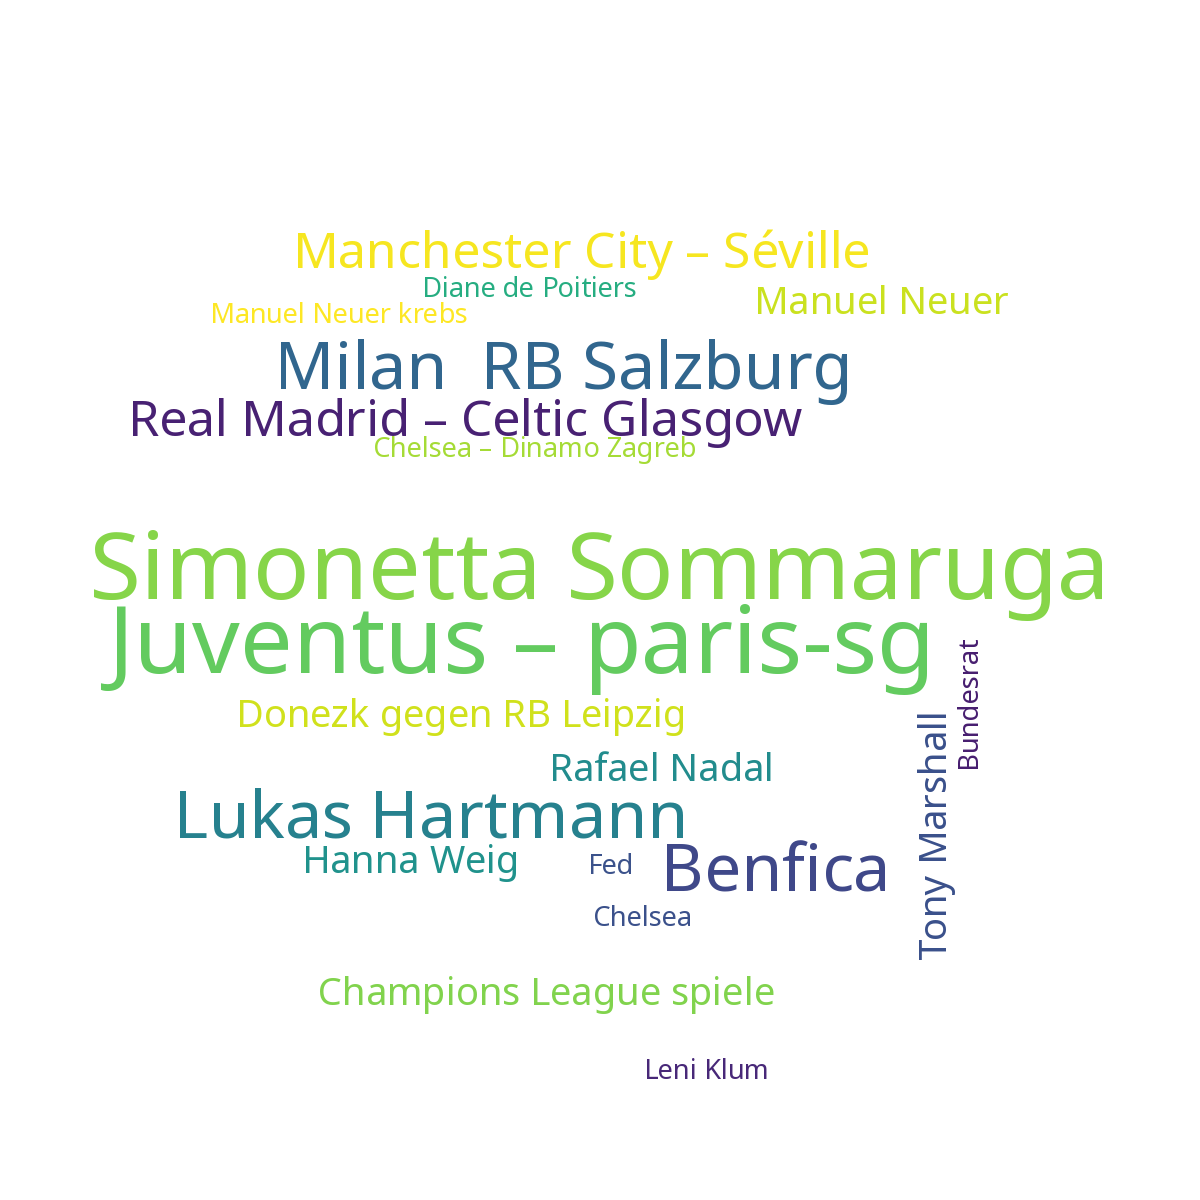 Manchester City – Séville
Diane de Poitiers
Manuel Neuer
Manuel Neuer krebs
Milan  RB Salzburg
Real Madrid – Celtic Glasgow
Chelsea – Dinamo Zagreb
Simonetta Sommaruga
Juventus – paris-sg
Bundesrat
Donezk gegen RB Leipzig
Tony Marshall
Rafael Nadal
Lukas Hartmann
Hanna Weig
Fed
Benfica
Chelsea
Champions League spiele
Leni Klum